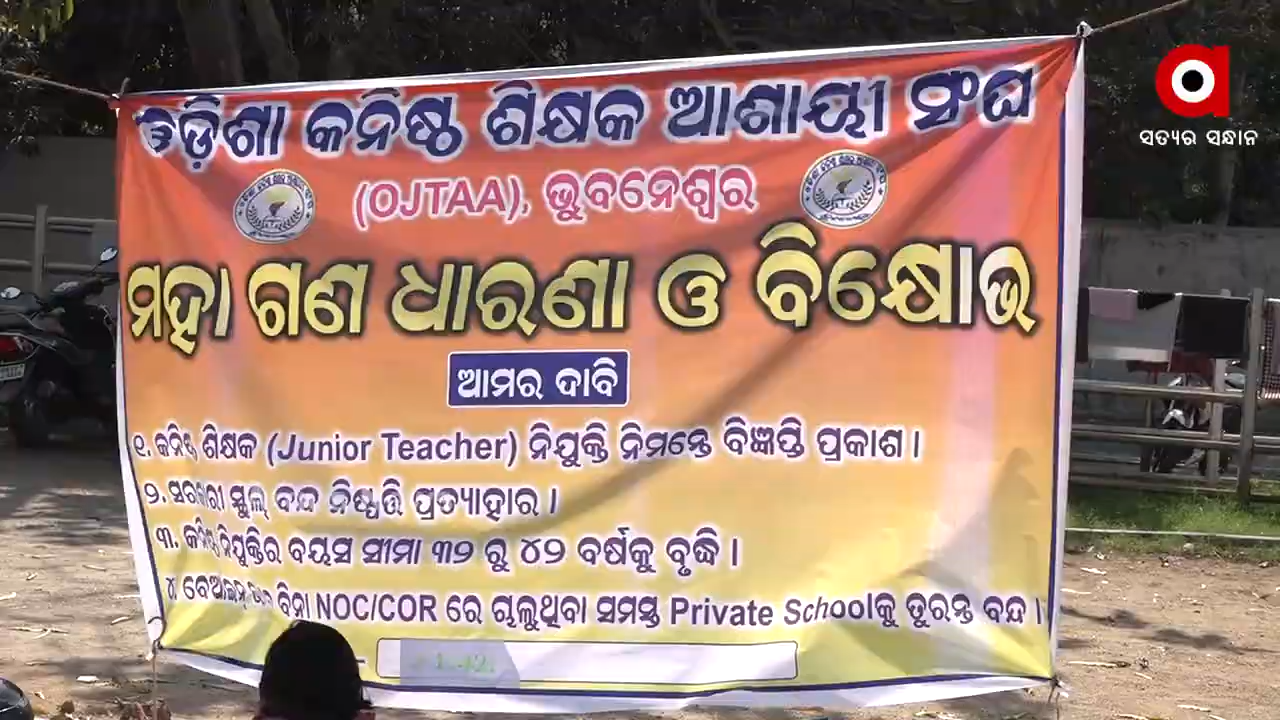 ଓଡ଼ିଶା କନିଷ୍ଠ ଶିକ୍ଷକ ଆଶାୟୀ ସଂଘ
(OJTAA), ଭୁବନେଶ୍ୱର
ମହା ଗଣ ଧାରଣା ଓ ବିକ୍ଷୋଭ
ଆମର ଦାବି
୧. କନିଷ୍ଠ ଶିକ୍ଷକ (Junior Teacher) ନିଯୁକ୍ତି ନିମନ୍ତେ ବିଜ୍ଞପ୍ତି ପ୍ରକାଶ ।
୨. ସରକାରୀ ସ୍କୁଲ୍ ବନ୍ଦ ନିଷ୍ପତ୍ତି ପ୍ରତ୍ୟାହାର ।
୩. ନିଯୁକ୍ତିର ବୟସ ସୀମା ୩୨ ରୁ ୪୨ ବର୍ଷକୁ ବୃଦ୍ଧି ।
୪ ବିନା NOC/COR ରେ ଚାଲୁଥିବା ସମସ୍ତ Private Schoolକୁ ତୁରନ୍ତ ବନ୍ଦ ।
ସତ୍ୟର ସନ୍ଧାନ